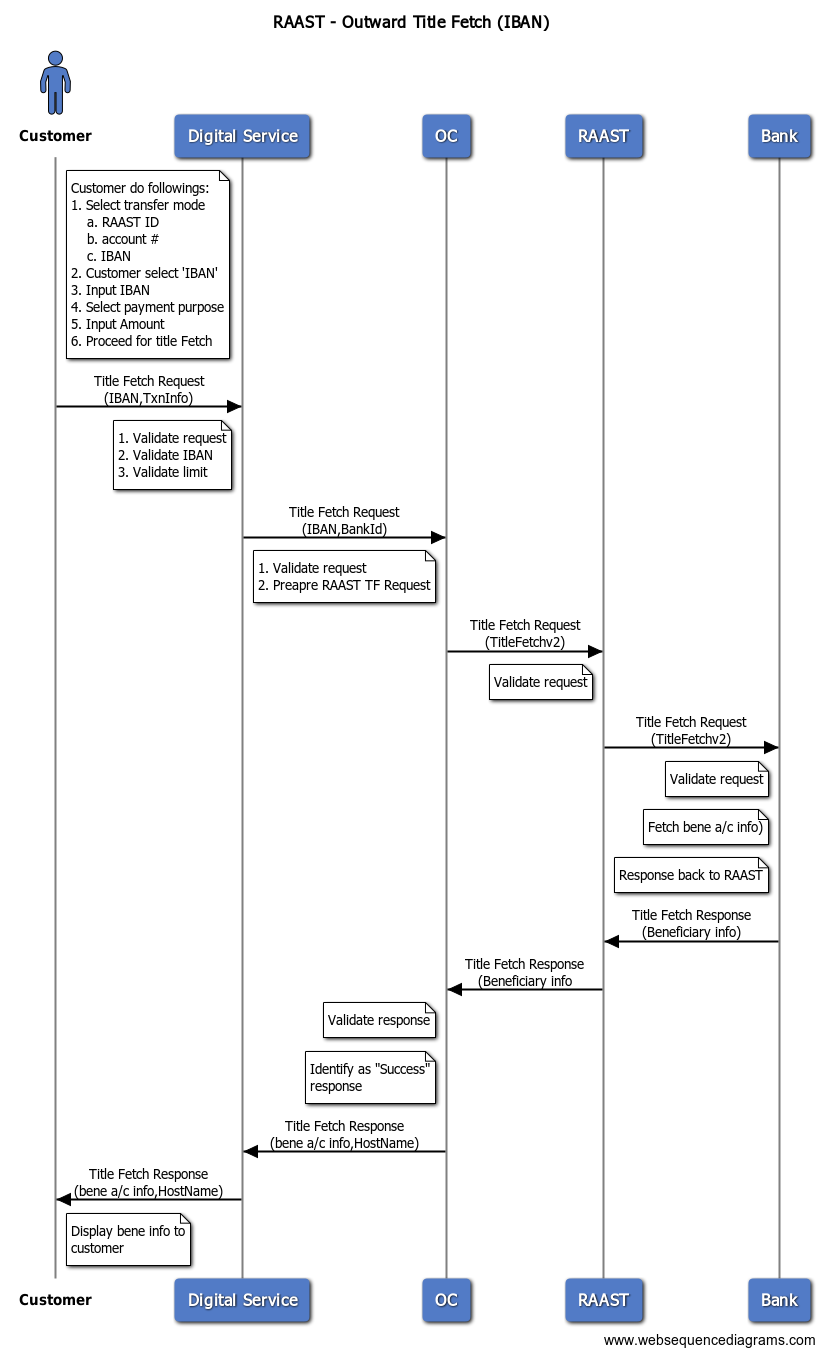 RAAST - Outward Title Fetch (IBAN)
Customer
Digital Service
OC
RAAST
Bank
Customer do followings:
1. Select transfer mode
a. RAAST ID
b. account #
c. IBAN
2. Customer select 'IBAN'
3. Input IBAN
4. Select payment purpose
5. Input Amount
6. Proceed for title Fetch
Title Fetch Request
(IBAN,TxnInfo)
1. Validate request
2. Validate IBAN
3. Validate limit
Title Fetch Request
(IBAN,BankId)
1. Validate request
2. Preapre RAAST TF Request
Title Fetch Request
(TitleFetchv2)
Validate request
Title Fetch Request
(TitleFetchv2)
Validate request
Fetch bene a/c info)
Response back to RAAST
Title Fetch Response
(Beneficiary info)
Title Fetch Response
(Beneficiary info
Validate response
Identify as "Success"
response
Title Fetch Response
(bene a/c info,HostName)
Title Fetch Response
(bene a/c info,HostName)
Display bene info to
customer
Customer
Digital Service
OC
RAAST
Bank
www.websequencediagrams.com